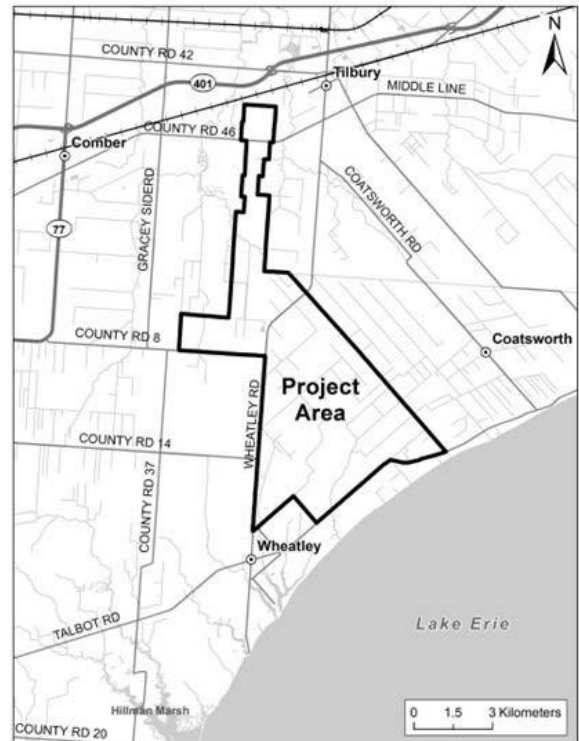 N
COUNTY RD 42
Tilbury
401
MIDDLE LINE
COUNTY RD 46
Comber
GRACEY SIDERD
COATSWORTH RD
77
COUNTY RD 8
Coatsworth
Project
Area
WHEATLEY RD
COUNTY RD 14
COUNTY RD 37
Wheatley
TALBOT RD
Lake Erie
Hillman Marsh
0 1.5 3 Kilometers
COUNTY RD 20